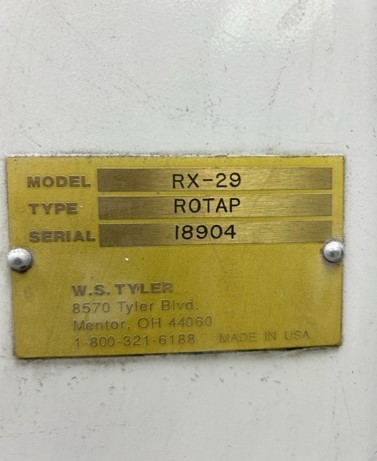 MODEL RX-29
TYPE ROTAP
SERIAL 18904
W.S. TYLER
8570 Tyler Blvd.
Mentor, OH 44060
1-800-321-6188 MADE IN USA